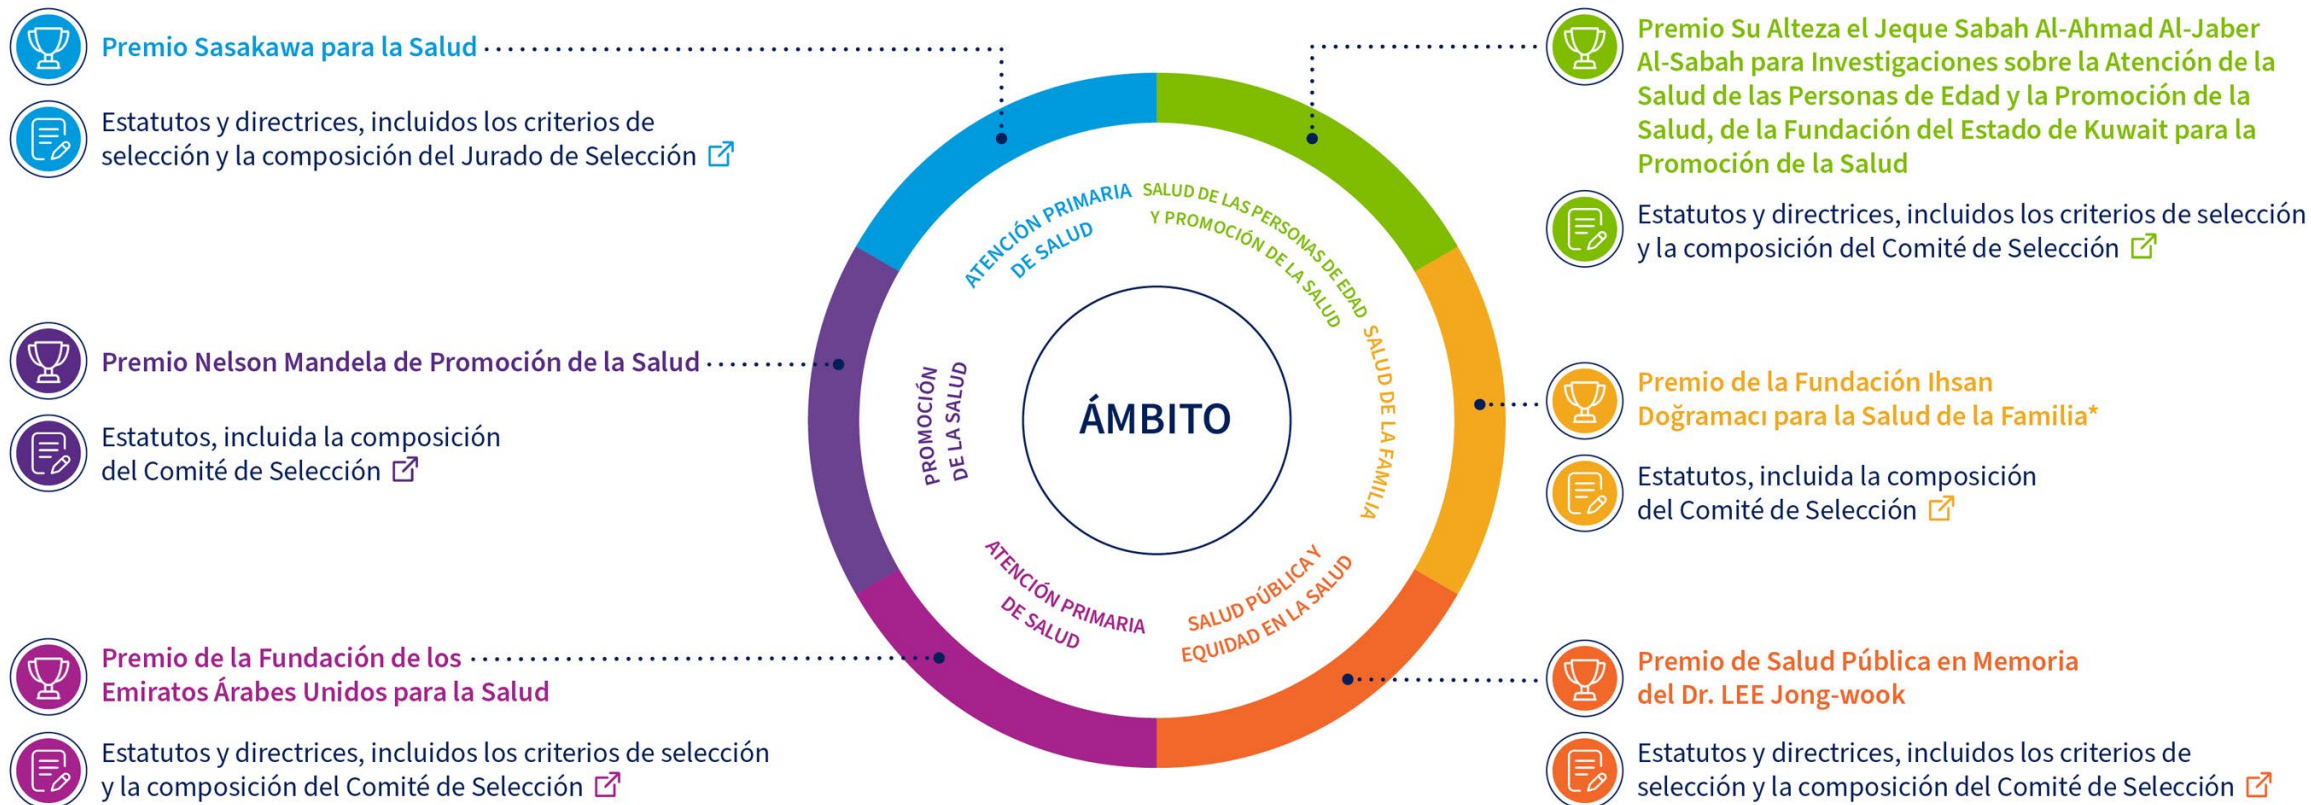 Premio Sasakawa para la Salud
Estatutos y directrices, incluidos los criterios de
selección y la composición del Jurado de Selección
Premio Nelson Mandela de Promoción de la Salud
Estatutos, incluida la composición
del Comité de Selección
Premio de la Fundación de los
Emiratos Árabes Unidos para la Salud
Estatutos y directrices, incluidos los criterios de selección
y la composición del Comité de Selección
ATENCIÓN PRIMARIA
DE SALUD
SALUD DE LAS PERSONAS DE EDAD
Y PROMOCIÓN DE LA SALUD
SALUD DE LA FAMILIA
SALUD PÚBLICA Y
EQUIDAD EN LA SALUD
ATENCIÓN PRIMARIA
DE SALUD
PROMOCIÓN
DE LA SALUD
ÁMBITO
Premio Su Alteza el Jeque Sabah Al-Ahmad Al-Jaber
Al-Sabah para Investigaciones sobre la Atención de la
Salud de las Personas de Edad y la Promoción de la
Salud, de la Fundación del Estado de Kuwait para la
Promoción de la Salud
Estatutos y directrices, incluidos los criterios de selección
y la composición del Comité de Selección
Premio de la Fundación Ihsan
Doğramacı para la Salud de la Familia*
Estatutos, incluida la composición
del Comité de Selección
Premio de Salud Pública en Memoria
del Dr. LEE Jong-wook
Estatutos y directrices, incluidos los criterios de
selección y la composición del Comité de Selección